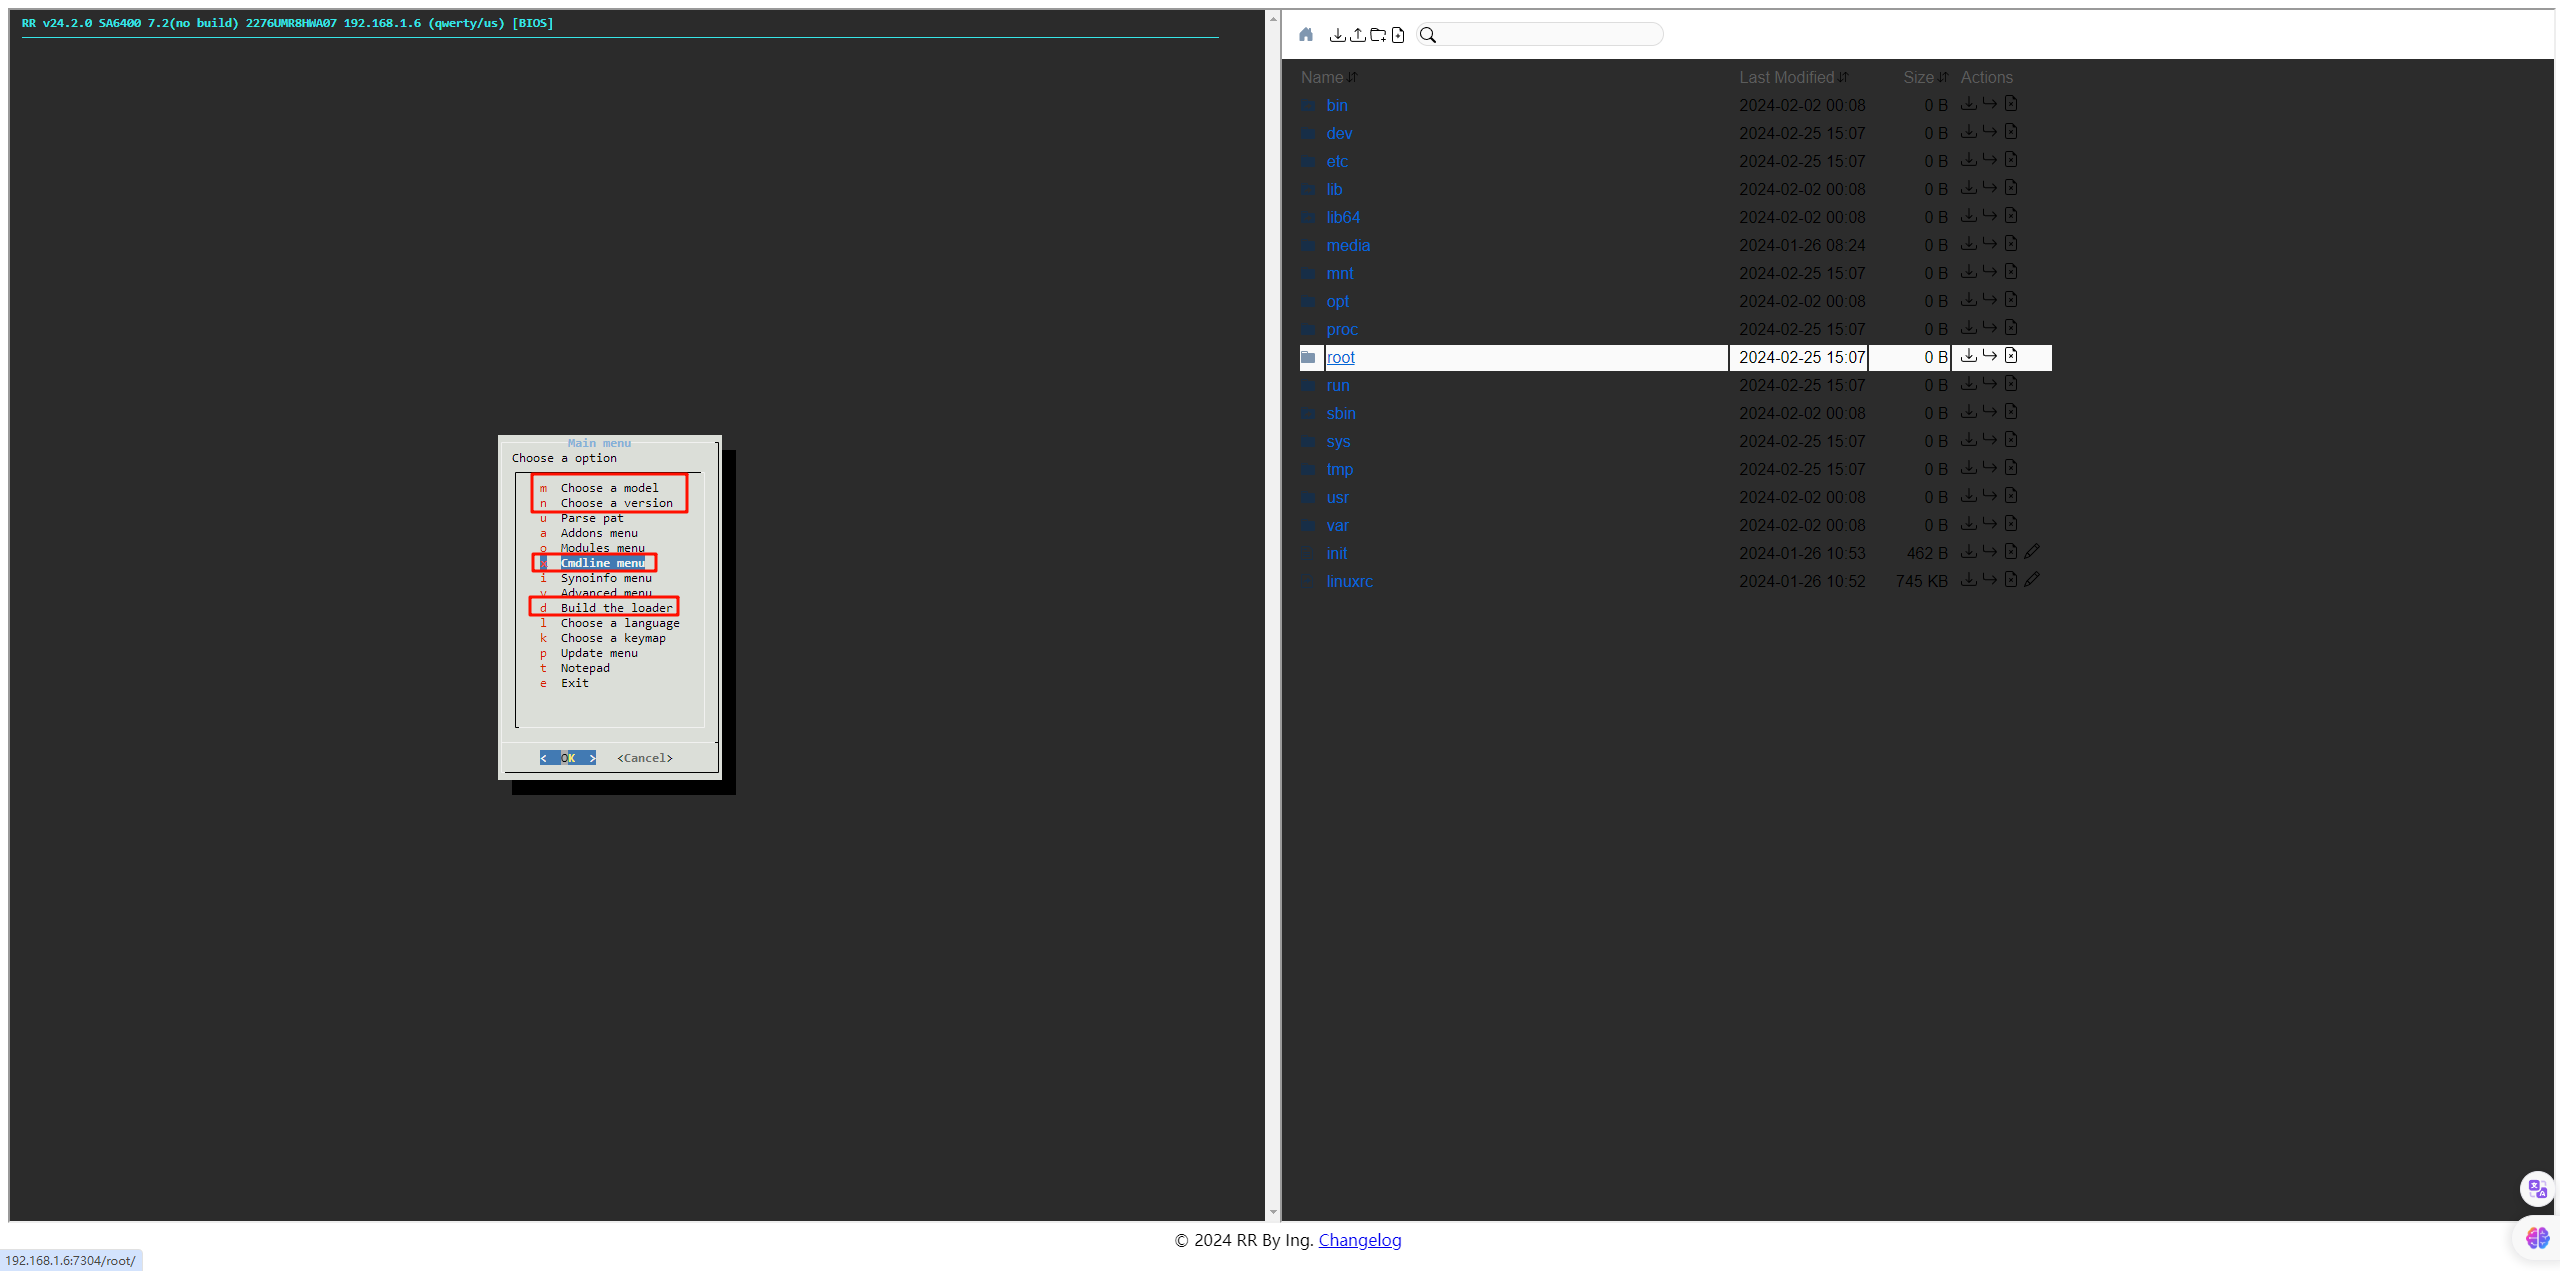 RR v24.2.0 SA6400 7.2(no build) 2276UMR8HWA07 192.168.1.6 (qwerty/us) [BIOS]
Main menu
Choose a option
m Choose a model
n Choose a version
u Parse pat
a Addons menu
o Modules menu
Cmdline menu
i Synoinfo menu
v Advanced menu
d Build the loader
l Choose a language
k Choose a keymap
p Update menu
t Notepad
e Exit
< OK > <Cancel>
Name Last Modified Size Actions
bin 2024-02-02 00:08 0 B
dev 2024-02-25 15:07 0 B
etc 2024-02-25 15:07 0 B
lib 2024-02-02 00:08 0 B
lib64 2024-02-02 00:08 0 B
media 2024-01-26 08:24 0 B
mnt 2024-02-25 15:07 0 B
opt 2024-02-02 00:08 0 B
proc 2024-02-25 15:07 0 B
root 2024-02-25 15:07 0 B
run 2024-02-25 15:07 0 B
sbin 2024-02-02 00:08 0 B
sys 2024-02-25 15:07 0 B
tmp 2024-02-25 15:07 0 B
usr 2024-02-02 00:08 0 B
var 2024-02-02 00:08 0 B
init 2024-01-26 10:53 462 B
linuxrc 2024-01-26 10:52 745 KB
© 2024 RR By Ing. Changelog
192.168.1.6:7304/root/